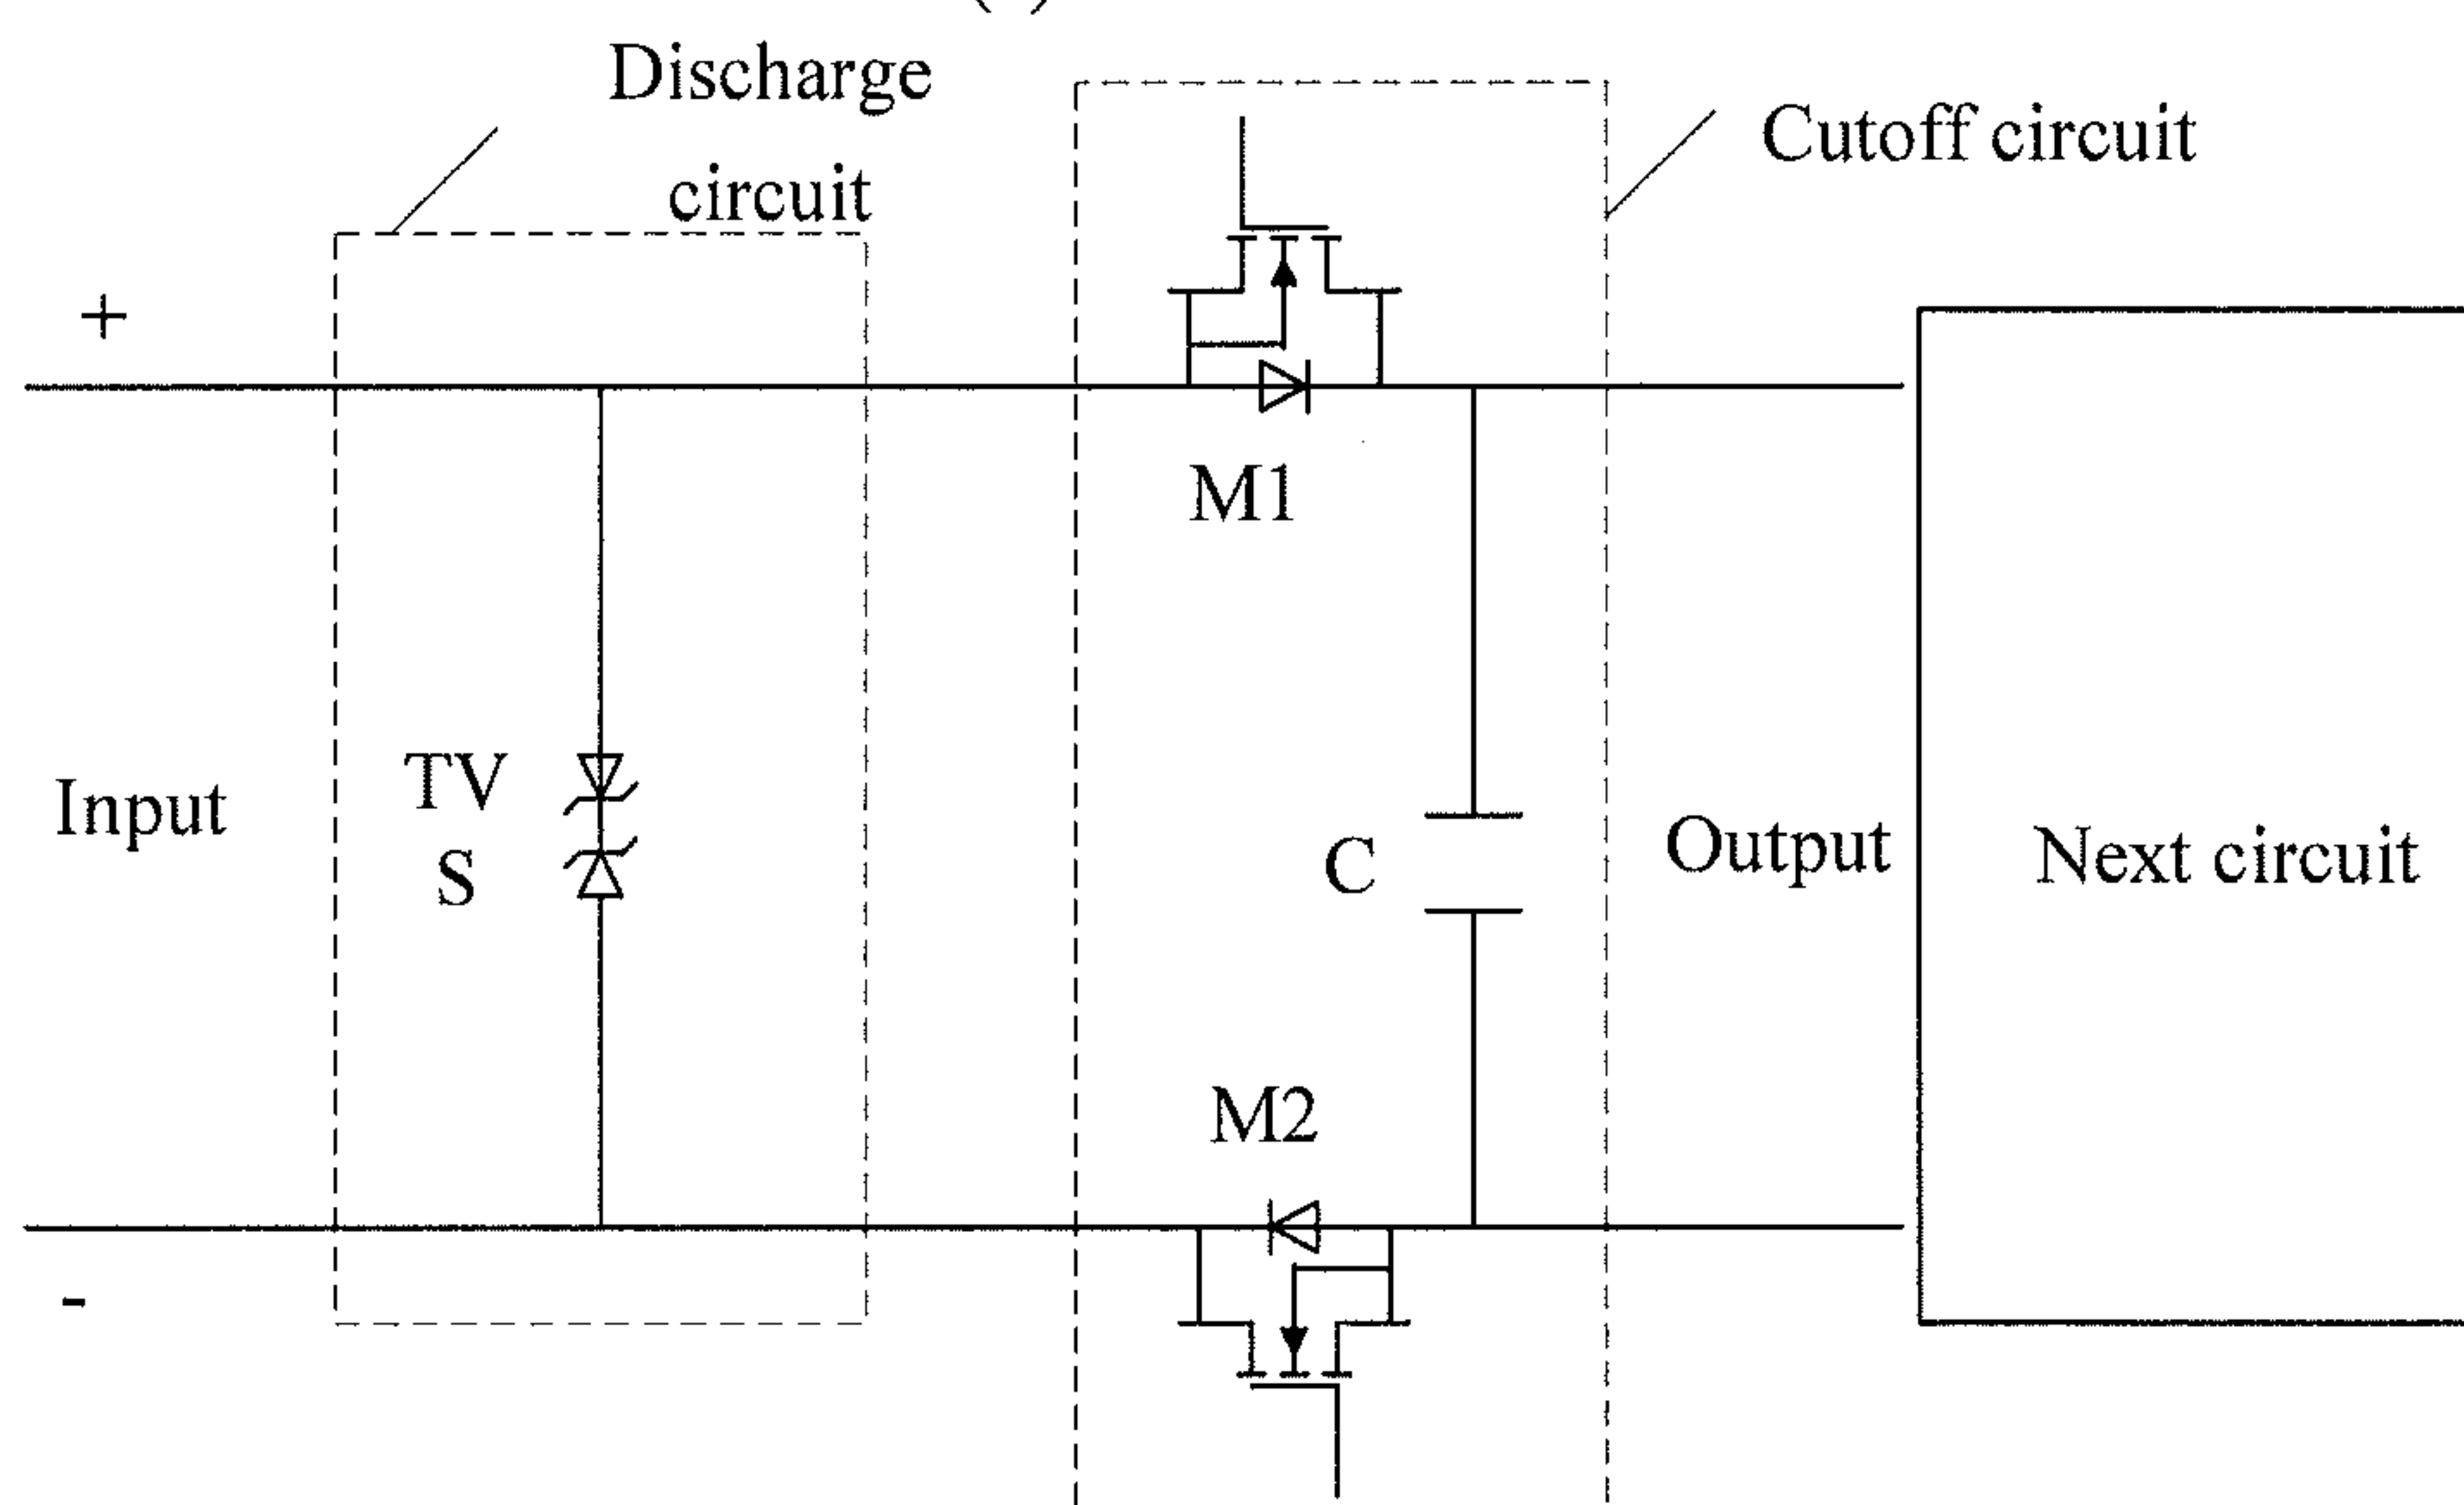 Discharge
circuit
Cutoff circuit
+
M1
Input
TV
S
C
Output
Next circuit
M2
-